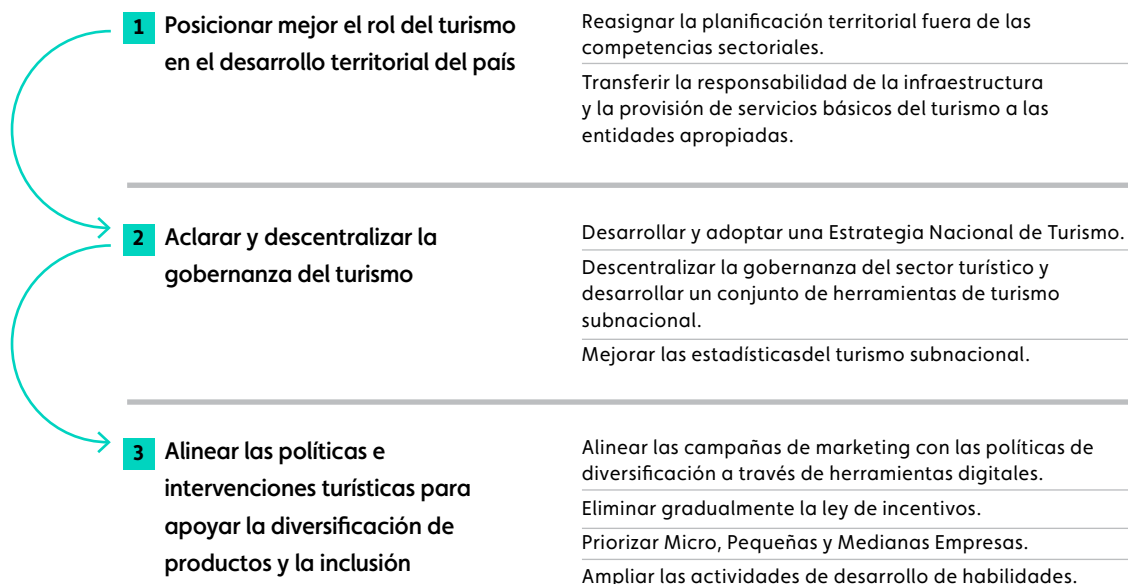 1 Posicionar mejor el rol del turismo
en el desarrollo territorial del país
Reasignar la planificación territorial fuera de las
competencias sectoriales.
Transferir la responsabilidad de la infraestructura
y la provisión de servicios básicos del turismo a las
entidades apropiadas.
2 Aclarar y descentralizar la
gobernanza del turismo
Desarrollar y adoptar una Estrategia Nacional de Turismo.
Descentralizar la gobernanza del sector turístico y
desarrollar un conjunto de herramientas de turismo
subnacional.
Mejorar las estadísticasdel turismo subnacional.
3 Alinear las políticas e
intervenciones turísticas para
apoyar la diversificación de
productos y la inclusión
Alinear las campañas de marketing con las políticas de
diversificación a través de herramientas digitales.
Eliminar gradualmente la ley de incentivos.
Priorizar Micro, Pequeñas y Medianas Empresas.
Ampliar las actividades de desarrollo de habilidades.